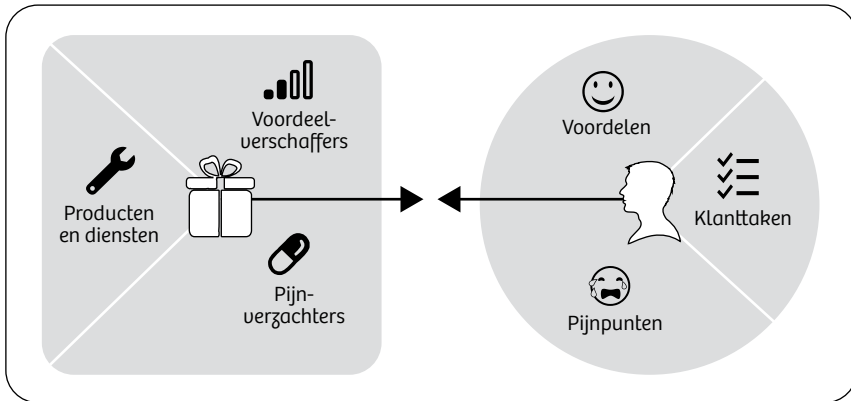 Voordeel-
verschaffers
Producten
en diensten
Pijn-
verzachters
Voordelen
Klanttaken
Pijnpunten